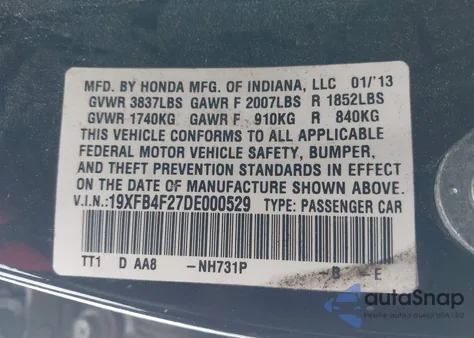 MFD. BY HONDA MFG. OF INDIANA, LLC 01/'13
GVWR 3837LBS GAWR F 2007LBS R 1852LBS
GVWR 1740KG GAWR F 910KG R 840KG
THIS VEHICLE CONFORMS TO ALL APPLICABLE
FEDERAL MOTOR VEHICLE SAFETY, BUMPER,
AND THEFT PREVENTION STANDARDS IN EFFECT
ON THE DATE OF MANUFACTURE SHOWN ABOVE.
V.I.N.:19XFB4F27DE000529 TYPE: PASSENGER CAR
TT1 D AA8 -NH731P -B -E
autoSnap